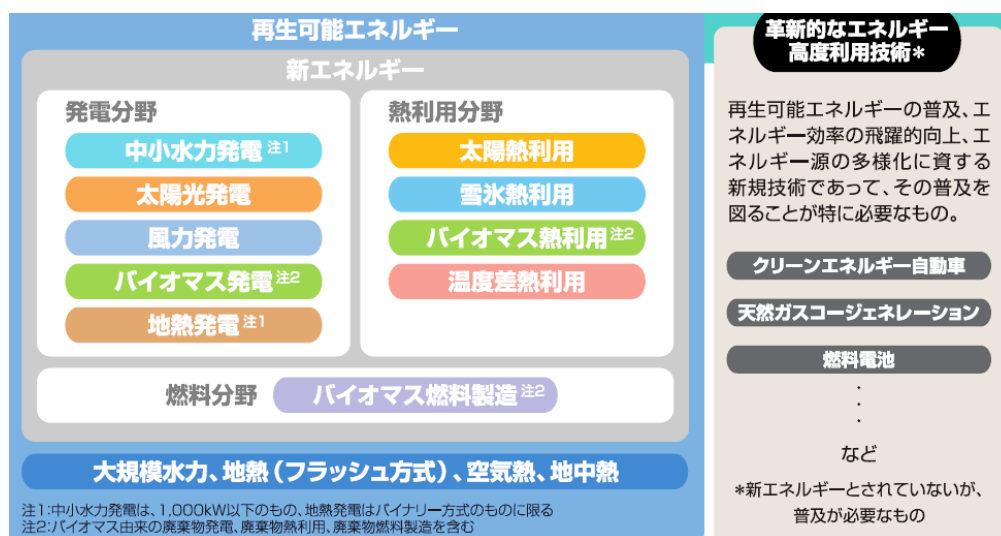 再生可能エネルギー
新エネルギー
発電分野
中小水力発電 注1
太陽光発電
風力発電
バイオマス発電 注2
地熱発電 注1
熱利用分野
太陽熱利用
雪氷熱利用
バイオマス熱利用 注2
温度差熱利用
燃料分野
バイオマス燃料製造 注2
大規模水力、地熱（フラッシュ方式）、空気熱、地中熱
注1:中小水力発電は、1,000kW以下のもの、地熱発電はバイナリー方式のものに限る
注2:バイオマス由来の廃棄物発電、廃棄物熱利用、廃棄物燃料製造を含む
革新的なエネルギー
高度利用技術*
再生可能エネルギーの普及、エ
ネルギー効率の飛躍的向上、エ
ネルギー源の多様化に資する
新規技術であって、その普及を
図ることが特に必要なもの。
クリーンエネルギー自動車
天然ガスコージェネレーション
燃料電池
・
・
・
など
*新エネルギーとされていないが、
普及が必要なもの